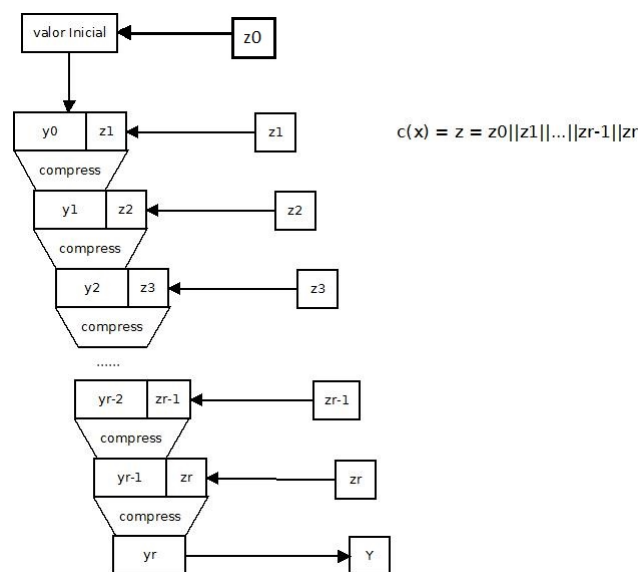 valor Inicial
z0
y0 z1
z1
c(x) = z = z0||z1||...||zr-1||zr
compress
y1 z2
z2
compress
y2 z3
z3
compress
......
yr-2 zr-1
zr-1
compress
yr-1 zr
zr
compress
yr
Y